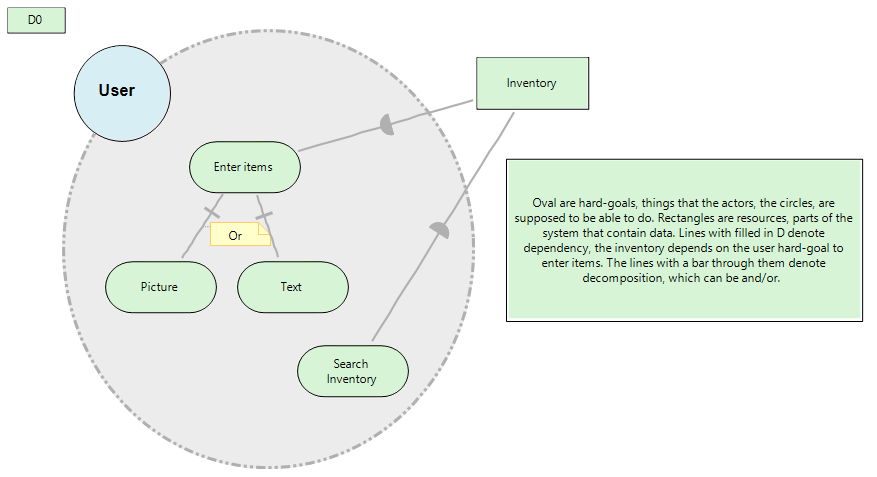 D0
User
Inventory
Enter items
Or
Picture
Text
Search
Inventory
Oval are hard-goals, things that the actors, the circles, are
supposed to be able to do. Rectangles are resources, parts of the
system that contain data. Lines with filled in D denote
dependency, the inventory depends on the user hard-goal to
enter items. The lines with a bar through them denote
decomposition, which can be and/or.